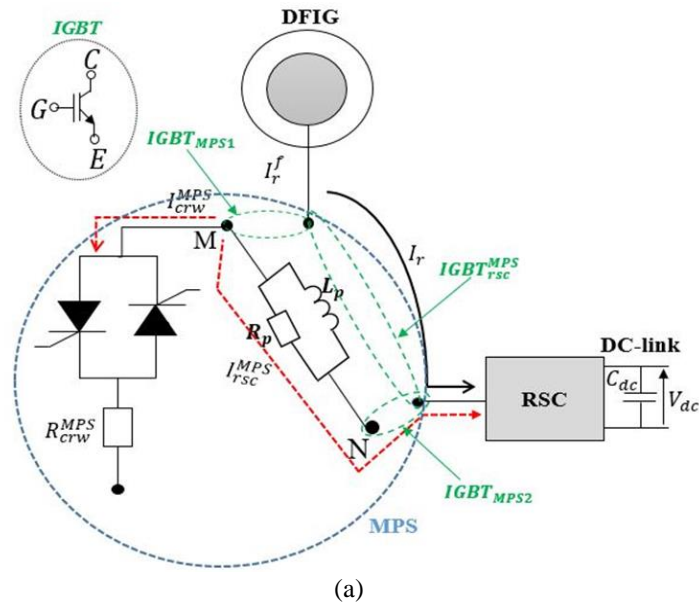 DFIG
IGBT
C
G
E
IGBT_MPS1
I_r^f
I_crw^MPS
M
I_r
IGBT_rsc^MPS
L_p
R_p
I_rsc^MPS
DC-link
RSC
C_dc
V_dc
R_crw^MPS
N
IGBT_MPS2
MPS
(a)